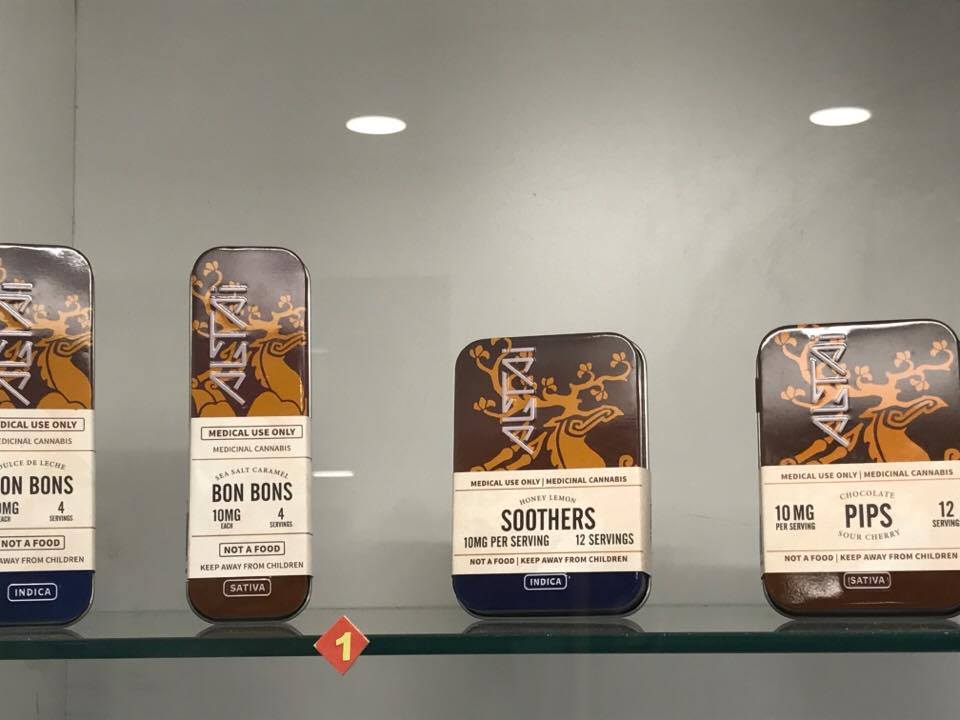 ALTAI
DICAL USE ONLY
EDICINAL CANNABIS
DULCE DE LECHE
ON BONS
0MG 4
EACH SERVINGS
NOT A FOOD
AWAY FROM CHILDREN
INDICA
ALTAI
MEDICAL USE ONLY
MEDICINAL CANNABIS
SEA SALT CARAMEL
BON BONS
10MG 4
EACH SERVINGS
NOT A FOOD
KEEP AWAY FROM CHILDREN
SATIVA
1
ALTAI
MEDICAL USE ONLY | MEDICINAL CANNABIS
HONEY LEMON
SOOTHERS
10MG PER SERVING 12 SERVINGS
NOT A FOOD | KEEP AWAY FROM CHILDREN
INDICA
ALTAI
MEDICAL USE ONLY | MEDICINAL CANNABIS
CHOCOLATE
10 MG PIPS 12
PER SERVING SERVING
SOUR CHERRY
NOT A FOOD | KEEP AWAY FROM CHILDREN
SATIVA